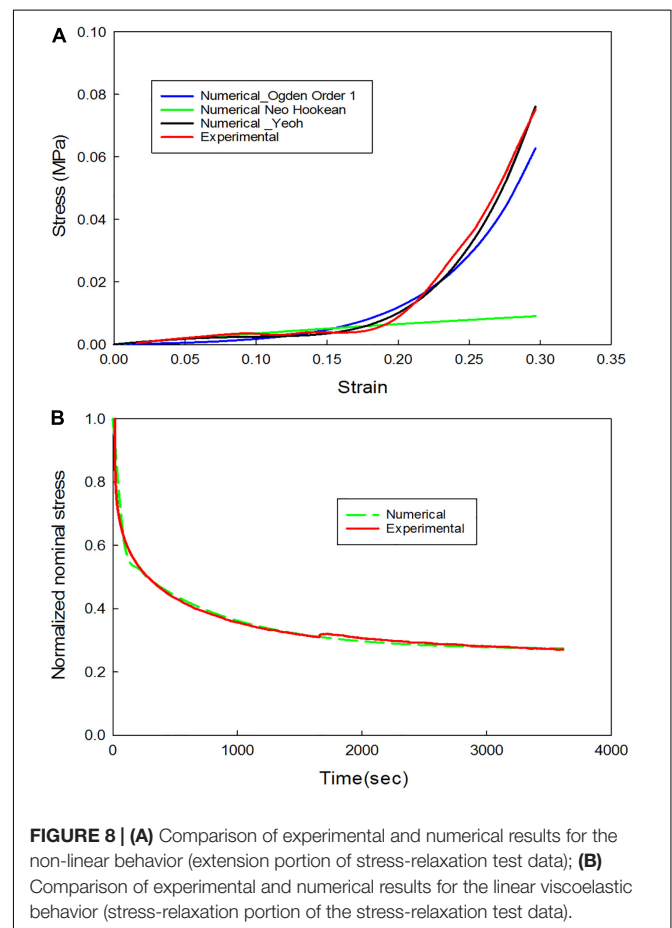 A
0.10
0.08
0.06
0.04
0.02
0.00
Stress (MPa)
Numerical_Ogden Order 1
Numerical Neo Hookean
Numerical _Yeoh
Experimental
0.00 0.05 0.10 0.15 0.20 0.25 0.30 0.35
Strain
B
1.0
0.8
0.6
0.4
0.2
0.0
Normalized nominal stress
Numerical
Experimental
0 1000 2000 3000 4000
Time(sec)
FIGURE 8 | (A) Comparison of experimental and numerical results for the
non-linear behavior (extension portion of stress-relaxation test data); (B)
Comparison of experimental and numerical results for the linear viscoelastic
behavior (stress-relaxation portion of the stress-relaxation test data).